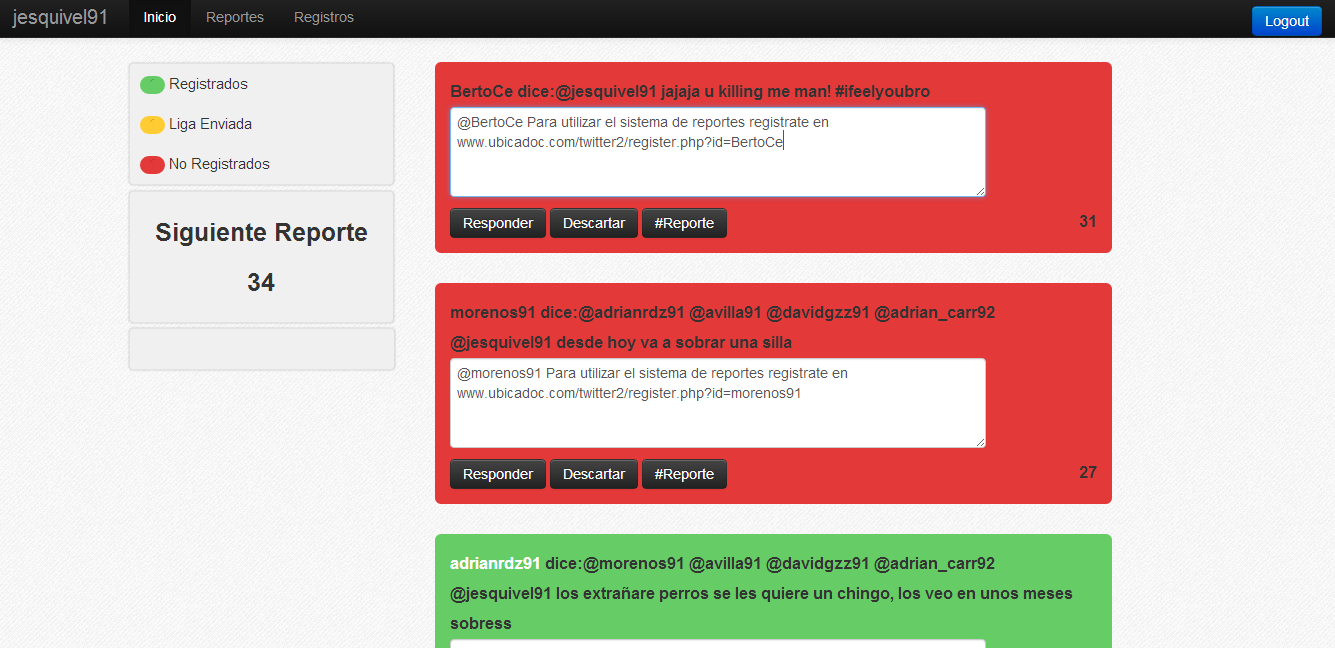 jesquivel91 Inicio Reportes Registros Logout
Registrados
Liga Enviada
No Registrados
Siguiente Reporte
34
BertoCe dice:@jesquivel91 jajaja u killing me man! #ifeelyoubro
@BertoCe Para utilizar el sistema de reportes registrate en
www.ubicadoc.com/twitter2/register.php?id=BertoCe
Responder Descartar #Reporte 31
morenos91 dice:@adrianrdz91 @avilla91 @davidgzz91 @adrian_carr92
@jesquivel91 desde hoy va a sobrar una silla
@morenos91 Para utilizar el sistema de reportes registrate en
www.ubicadoc.com/twitter2/register.php?id=morenos91
Responder Descartar #Reporte 27
adrianrdz91 dice:@morenos91 @avilla91 @davidgzz91 @adrian_carr92
@jesquivel91 los extrañare perros se les quiere un chingo, los veo en unos meses
sobress